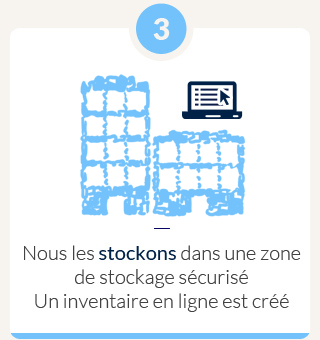 3
Nous les stockons dans une zone
de stockage sécurisé
Un inventaire en ligne est créé